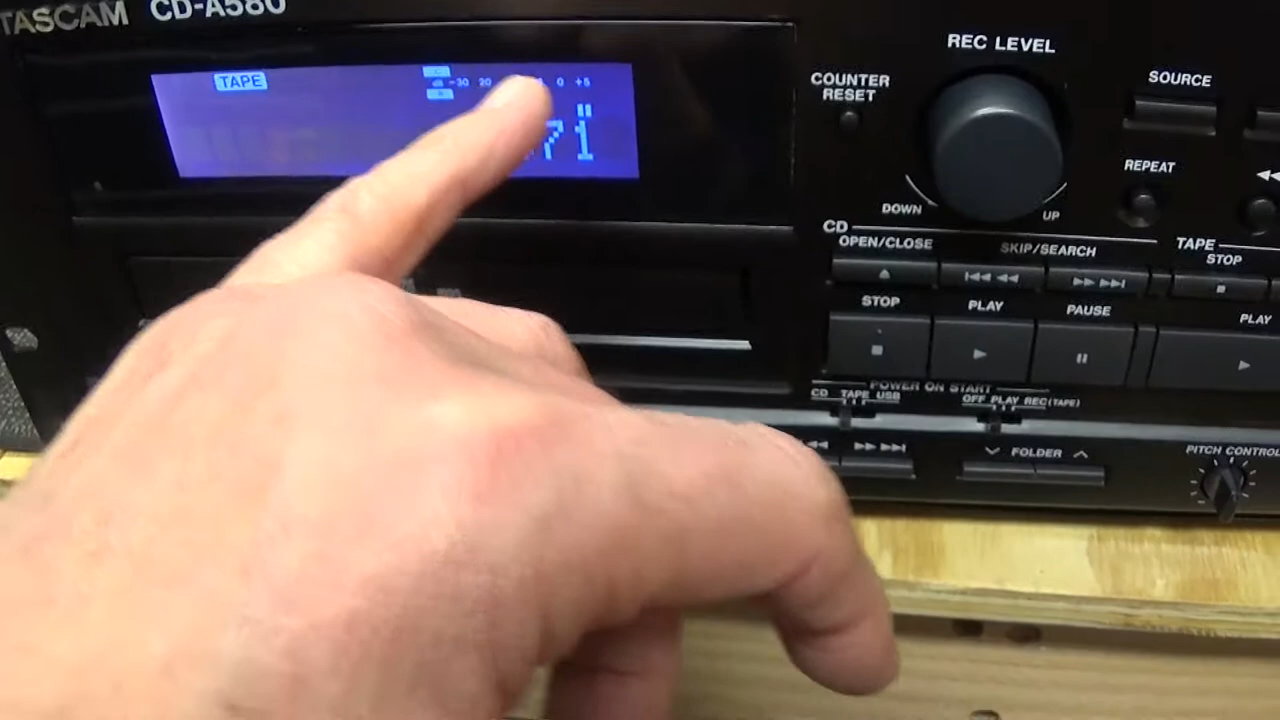 TASCAM CD-A580
TAPE
dB -30 20 0 +5
71
REC LEVEL
COUNTER
RESET
SOURCE
REPEAT
DOWN
UP
CD
OPEN/CLOSE
SKIP/SEARCH
TAPE
STOP
STOP
PLAY
PAUSE
PLAY
POWER ON START
CD TAPE USB
OFF PLAY REC(TAPE)
FOLDER
PITCH CONTROL